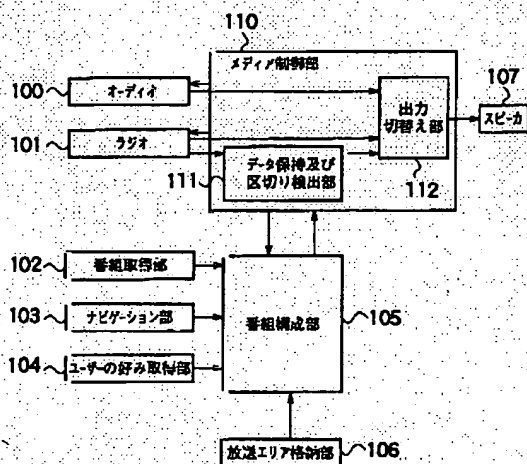 110
メディア制御部
100
オーディオ
101
ラジオ
107
スピーカ
出力
切替え部
データ保持及び
区切り検出部
111
112
102
番組取得部
103
ナビゲーション部
104
ユーザーの好み取得部
番組構成部
105
放送エリア格納部
106